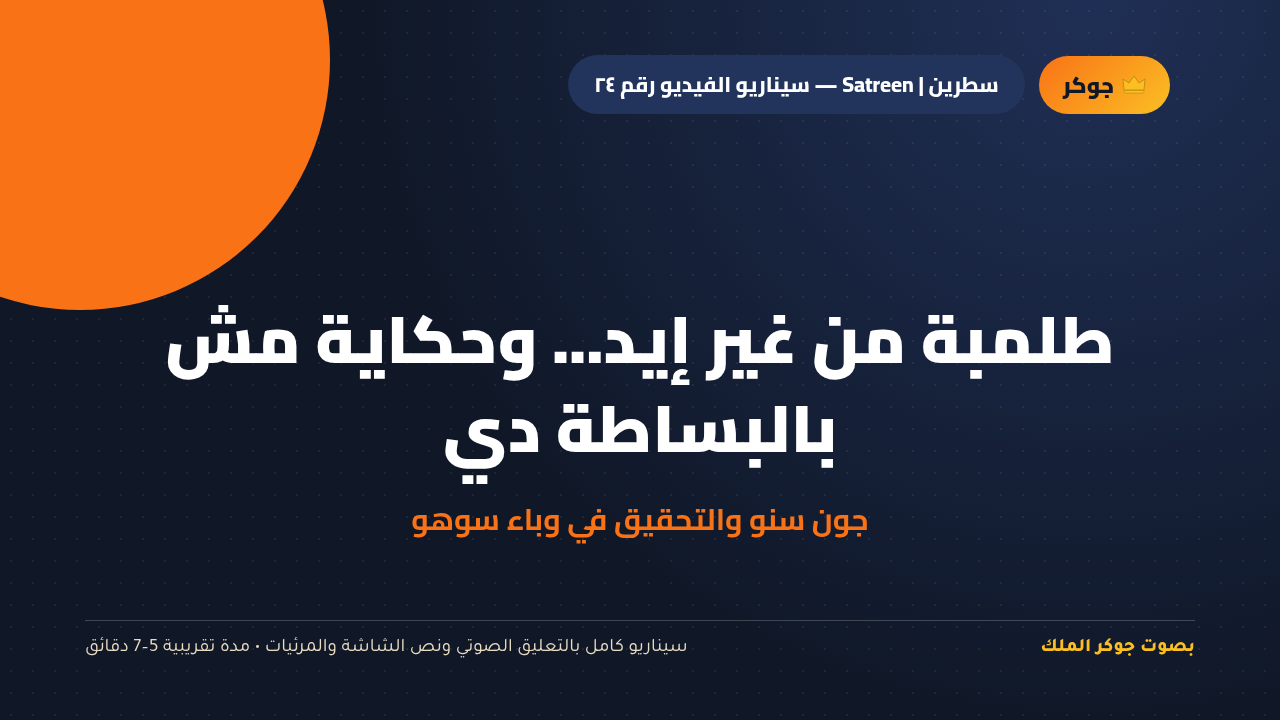 جوكر
سطرين | Satreen — سيناريو الفيديو رقم ٢٤
طلمبة من غير إيد... وحكاية مش
بالبساطة دي
جون سنو والتحقيق في وباء سوهو
بصوت جوكر الملك
سيناريو كامل بالتعليق الصوتي ونص الشاشة والمرئيات • مدة تقريبية 5-7 دقائق